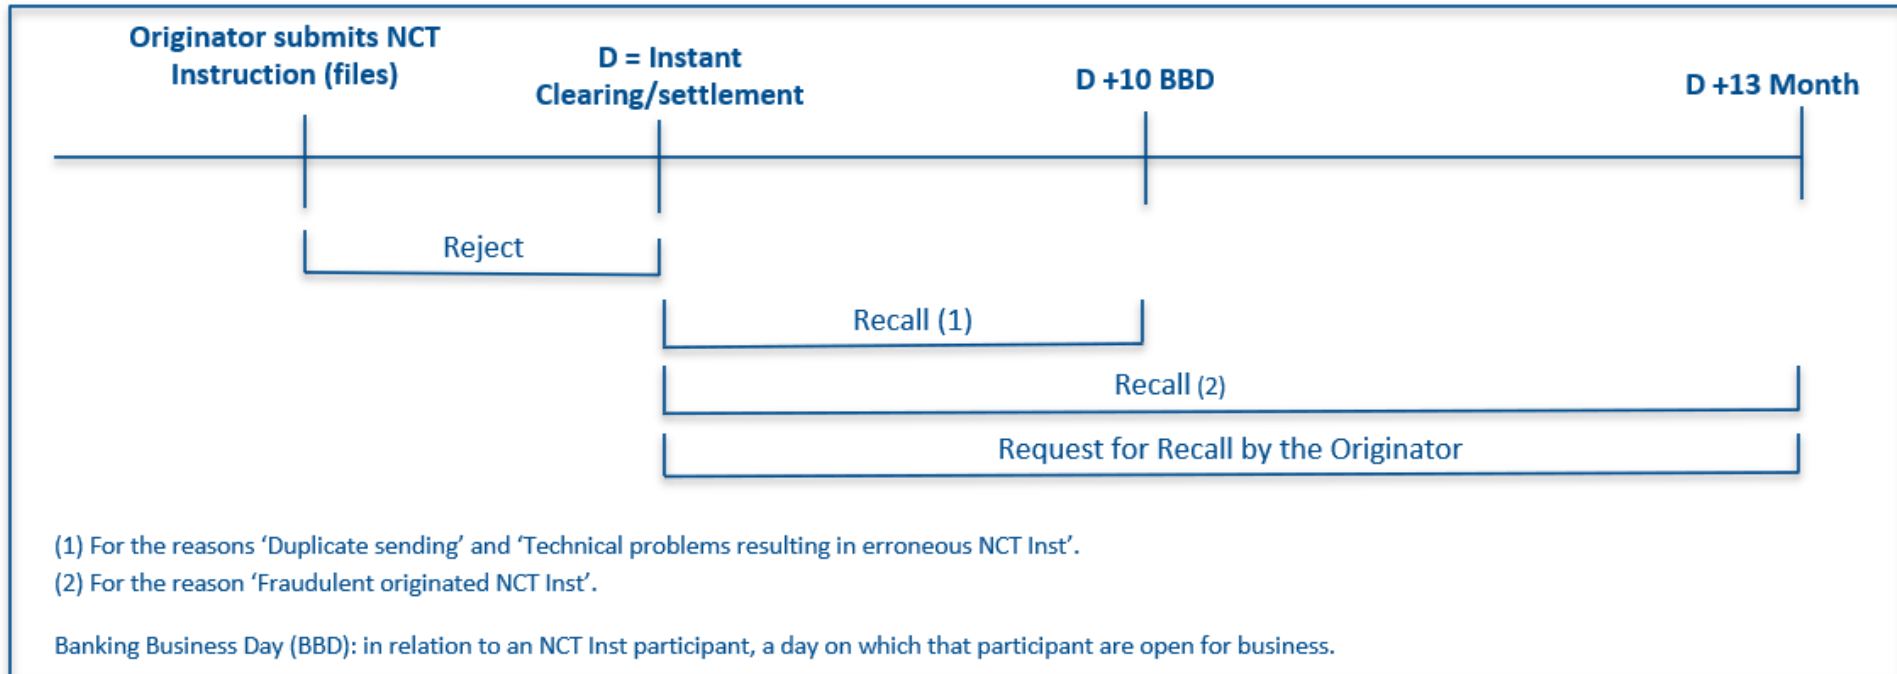 Originator submits NCT
Instruction (files)
D = Instant
Clearing/settlement
D +10 BBD
D +13 Month
Reject
Recall (1)
Recall (2)
Request for Recall by the Originator
(1) For the reasons ‘Duplicate sending’ and ‘Technical problems resulting in erroneous NCT Inst’.
(2) For the reason ‘Fraudulent originated NCT Inst’.
Banking Business Day (BBD): in relation to an NCT Inst participant, a day on which that participant are open for business.